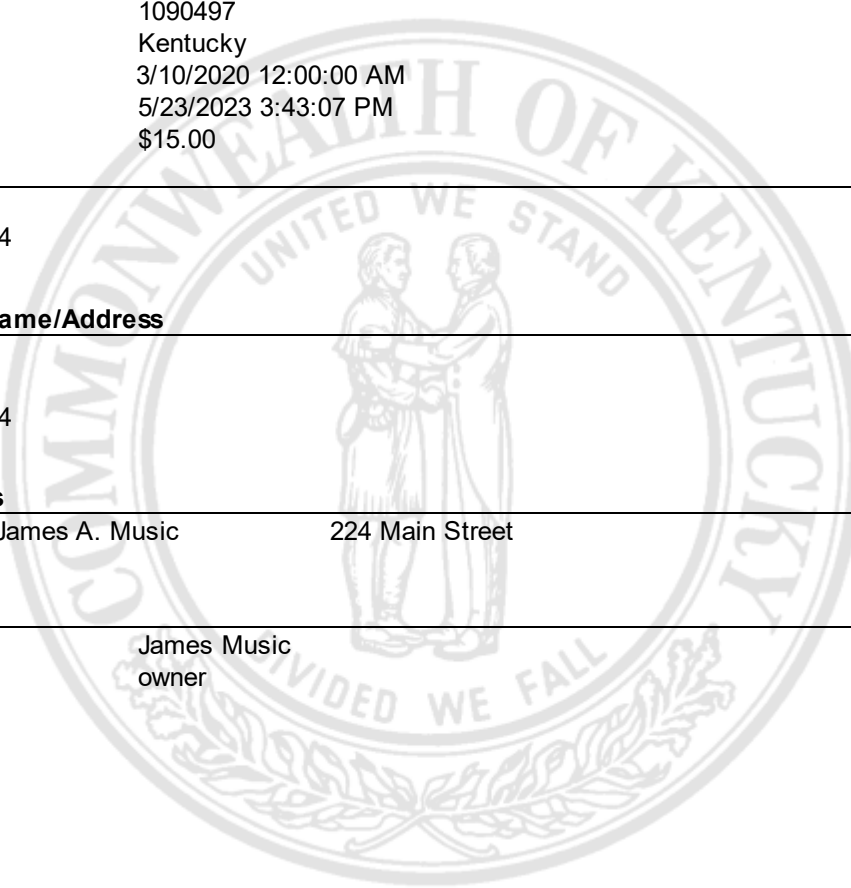 1090497
Kentucky
3/10/2020 12:00:00 AM
5/23/2023 3:43:07 PM
$15.00
4
ame/Address
4
s
James A. Music 224 Main Street
James Music
owner
COMMONWEALTH OF KENTUCKY
UNITED WE STAND
DIVIDED WE FALL